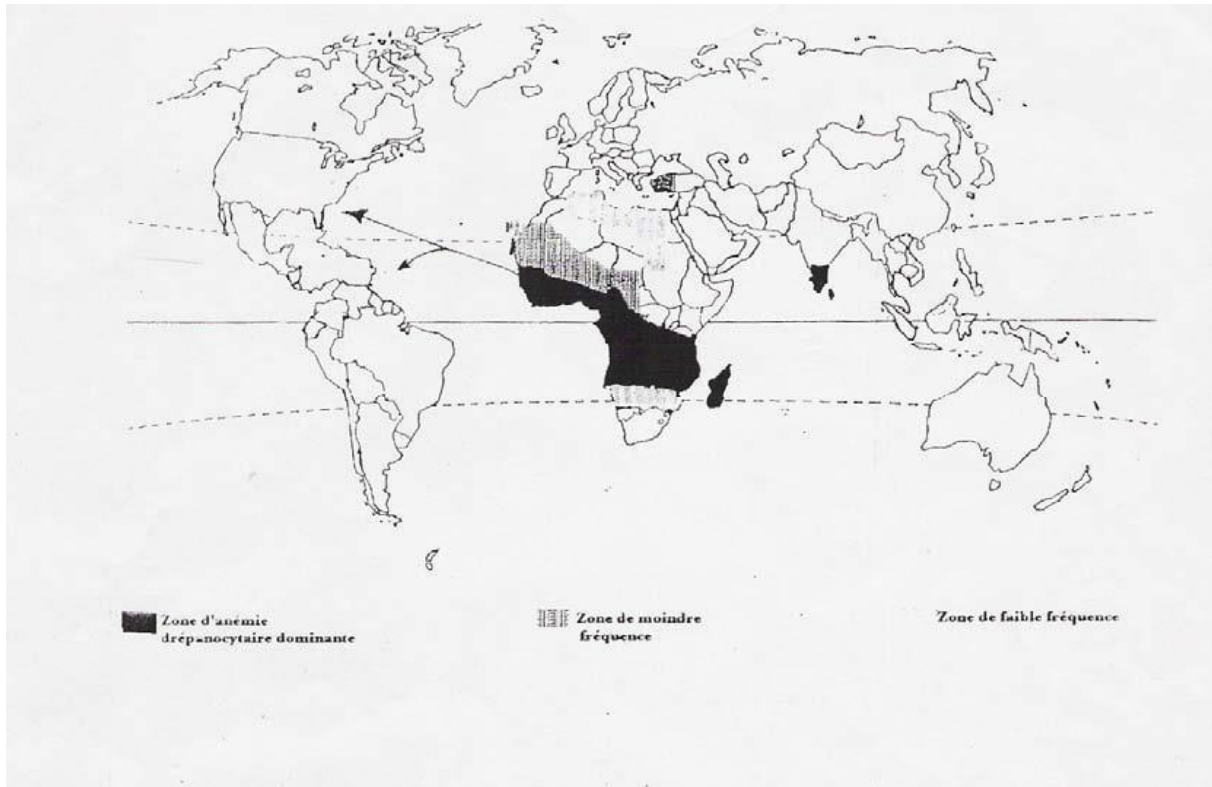 Zone d'anémie
drépanocytaire dominante
Zone de moindre
fréquence
Zone de faible fréquence